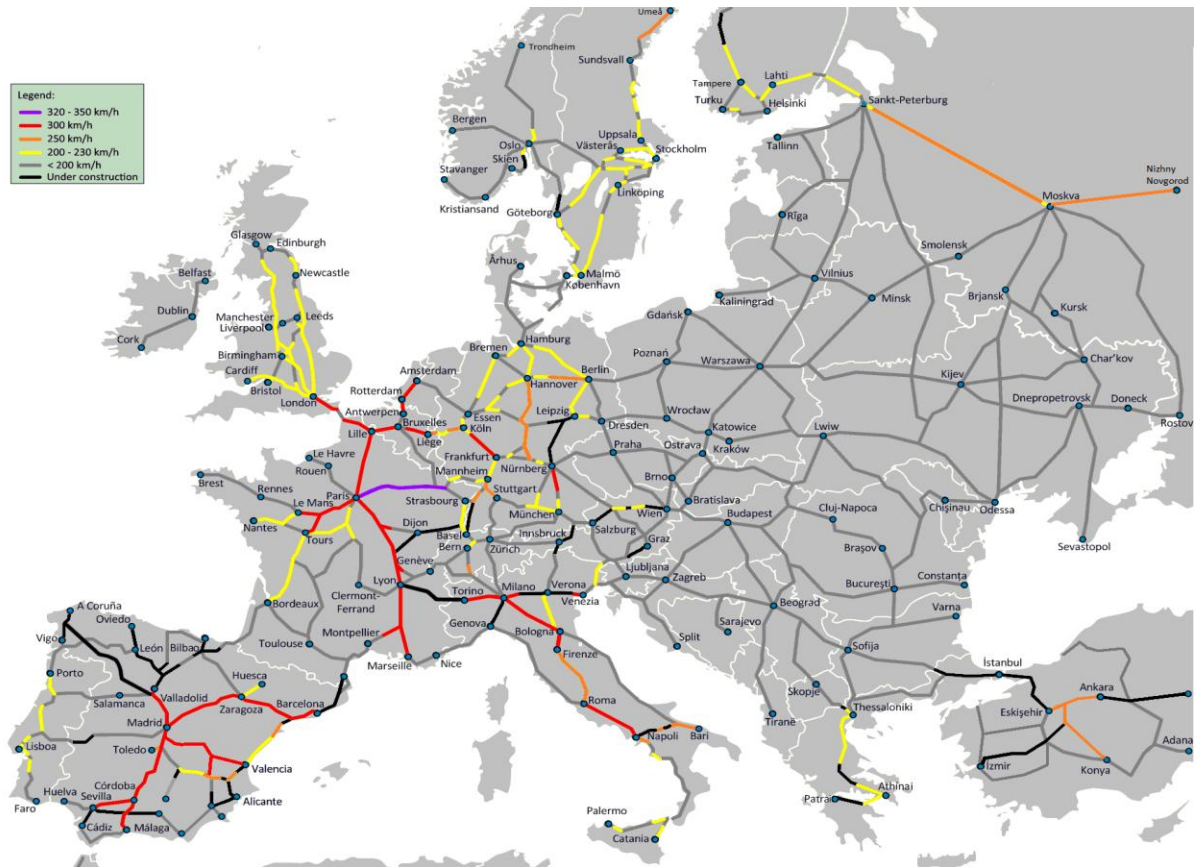 Umeå
Trondheim
Sundsvall
Legend:
320 - 350 km/h
300 km/h
250 km/h
200 - 230 km/h
< 200 km/h
Under construction
Tampere
Lahti
Turku
Helsinki
Sankt-Peterburg
Bergen
Oslo
Uppsala
Västerås
Stockholm
Tallinn
Skien
Stavanger
Linköping
Nizhny
Novgorod
Kristiansand
Göteborg
Moskva
Rīga
Glasgow
Edinburgh
Smolensk
Belfast
Newcastle
Århus
Malmö
København
Vilnius
Dublin
Kaliningrad
Minsk
Brjansk
Manchester
Leeds
Liverpool
Gdańsk
Kursk
Cork
Hamburg
Birmingham
Bremen
Poznań
Warszawa
Char'kov
Cardiff
Amsterdam
Hannover
Berlin
Kijev
Bristol
Rotterdam
London
Antwerpen
Essen
Leipzig
Wrocław
Dnepropetrovsk
Doneck
Bruxelles
Köln
Dresden
Katowice
Rostov
Lille
Liège
Praha
Ostrava
Kraków
Lwiw
Le Havre
Frankfurt
Nürnberg
Rouen
Mannheim
Brno
Brest
Rennes
Paris
Strasbourg
Stuttgart
Bratislava
Le Mans
München
Wien
Budapest
Cluj-Napoca
Chişinau
Odessa
Nantes
Tours
Dijon
Basel
Bern
Innsbruck
Salzburg
Zürich
Graz
Sevastopol
Genève
Ljubljana
Braşov
Lyon
Zagreb
Clermont-
Ferrand
Milano
Verona
Bucureşti
Constanţa
Torino
Venezia
Beograd
Bordeaux
A Coruña
Oviedo
Genova
Varna
Toulouse
Montpellier
Bologna
Sarajevo
Vigo
León
Bilbao
Split
Marseille
Nice
Firenze
Sofija
Porto
Huesca
İstanbul
Valladolid
Barcelona
Skopje
Ankara
Salamanca
Zaragoza
Roma
Eskişehir
Madrid
Thessaloniki
Tiranë
Toledo
Napoli
Bari
Lisboa
Adana
Valencia
İzmir
Konya
Córdoba
Huelva
Sevilla
Alicante
Athínai
Faro
Patrai
Palermo
Cádiz
Málaga
Catania